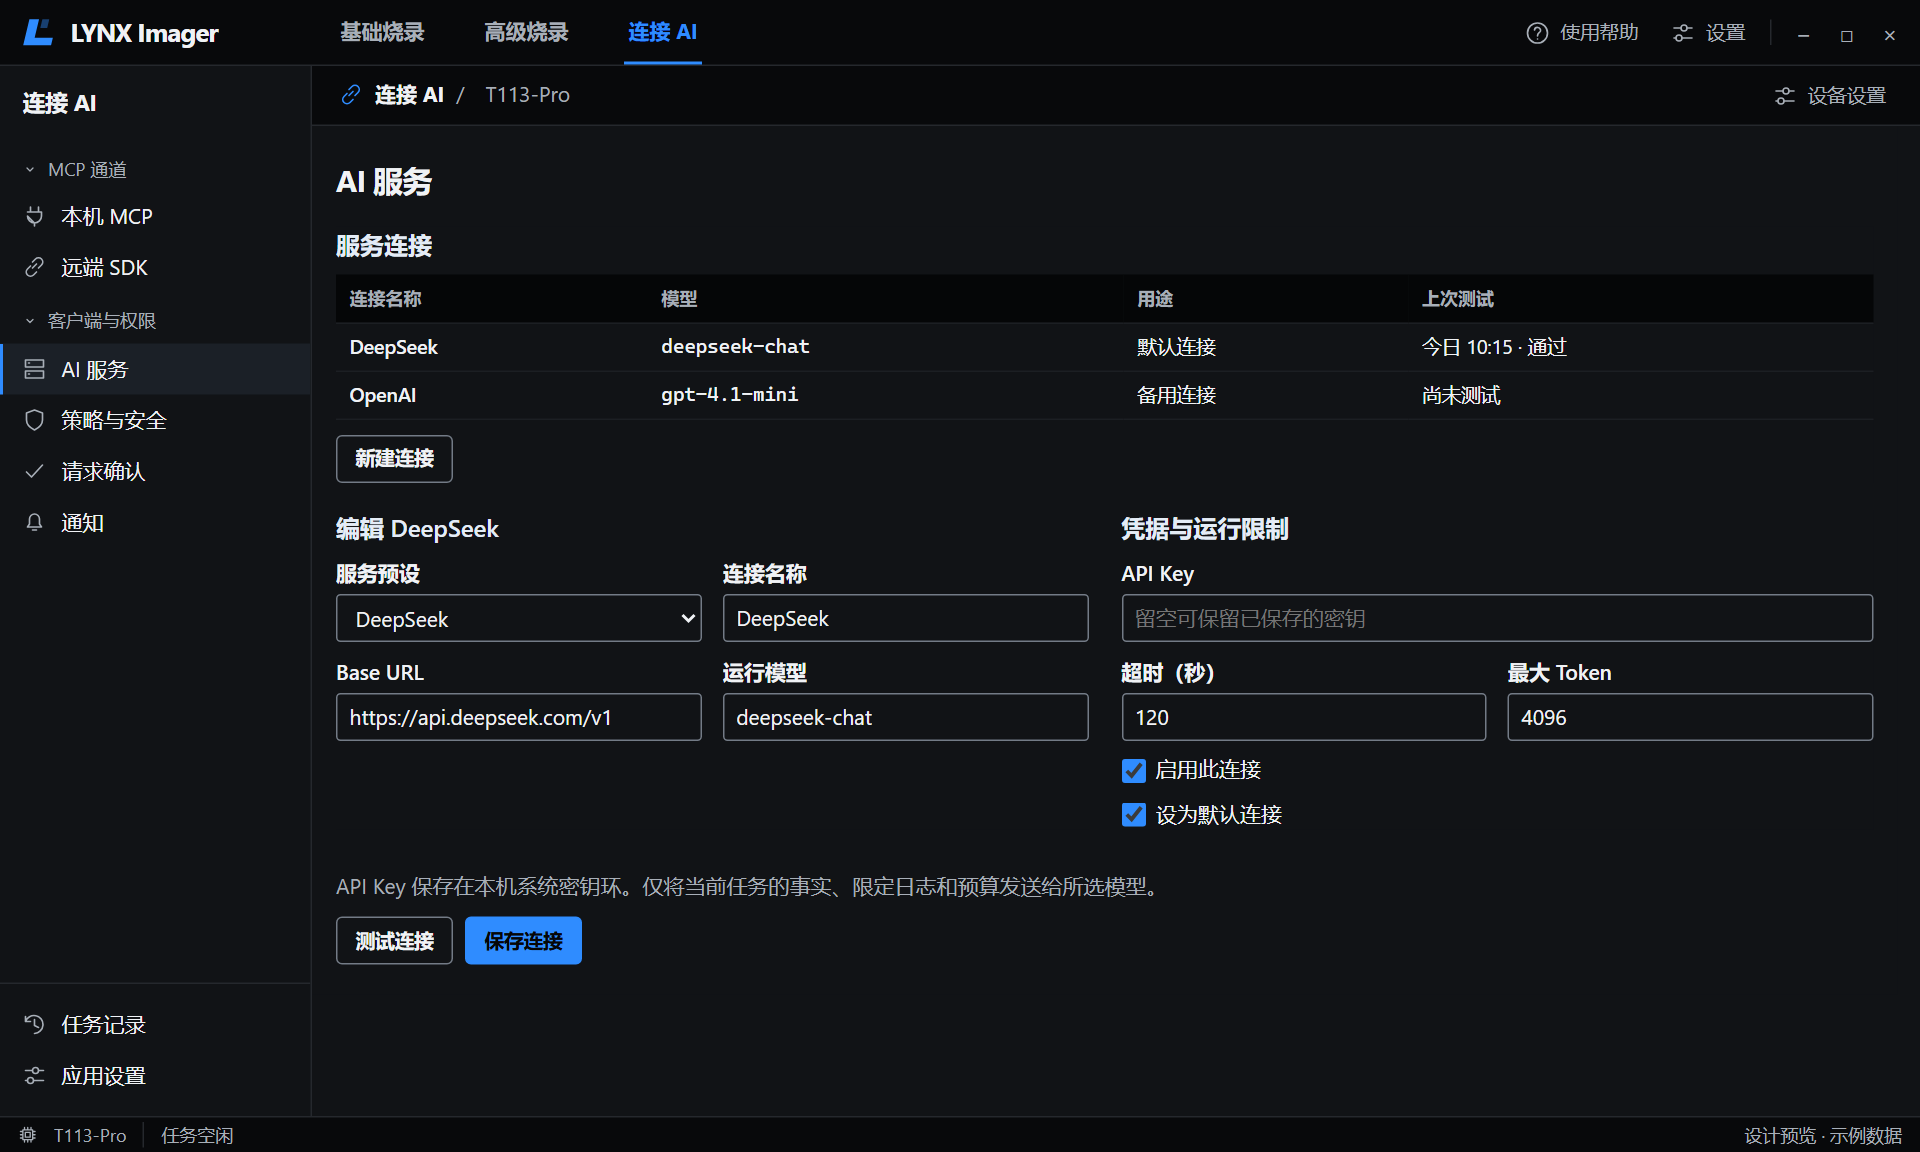 LYNX Imager
基础烧录
高级烧录
连接 AI
使用帮助
设置
连接 AI
MCP 通道
本机 MCP
远端 SDK
客户端与权限
AI 服务
策略与安全
请求确认
通知
任务记录
应用设置
连接 AI / T113-Pro
设备设置
AI 服务
服务连接
连接名称 模型 用途 上次测试
DeepSeek deepseek-chat 默认连接 今日 10:15 · 通过
OpenAI gpt-4.1-mini 备用连接 尚未测试
新建连接
编辑 DeepSeek
服务预设 连接名称
DeepSeek DeepSeek
Base URL 运行模型
https://api.deepseek.com/v1 deepseek-chat
凭据与运行限制
API Key
留空可保留已保存的密钥
超时（秒） 最大 Token
120 4096
启用此连接
设为默认连接
API Key 保存在本机系统密钥环。仅将当前任务的事实、限定日志和预算发送给所选模型。
测试连接 保存连接
T113-Pro 任务空闲
设计预览 · 示例数据